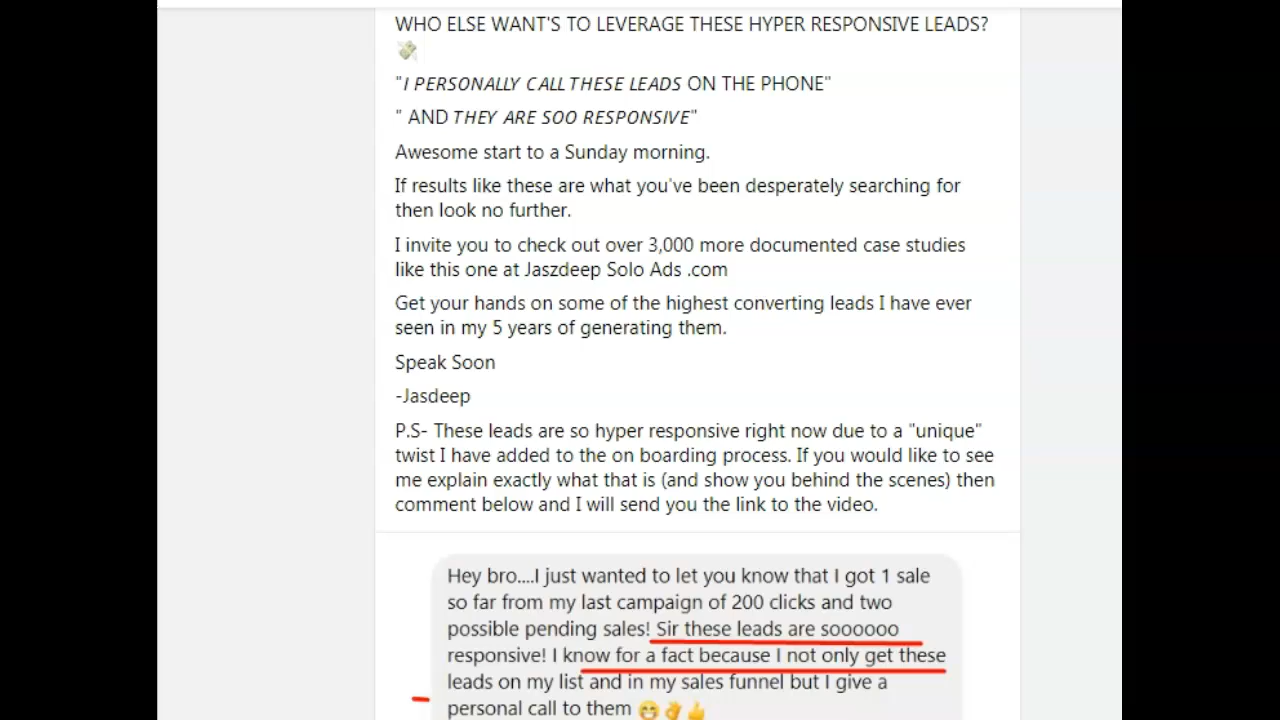 WHO ELSE WANT'S TO LEVERAGE THESE HYPER RESPONSIVE LEADS?
💸
"I PERSONALLY CALL THESE LEADS ON THE PHONE"
" AND THEY ARE SOO RESPONSIVE"
Awesome start to a Sunday morning.
If results like these are what you've been desperately searching for
then look no further.
I invite you to check out over 3,000 more documented case studies
like this one at Jaszdeep Solo Ads .com
Get your hands on some of the highest converting leads I have ever
seen in my 5 years of generating them.
Speak Soon
-Jasdeep
P.S- These leads are so hyper responsive right now due to a "unique"
twist I have added to the on boarding process. If you would like to see
me explain exactly what that is (and show you behind the scenes) then
comment below and I will send you the link to the video.
Hey bro....I just wanted to let you know that I got 1 sale
so far from my last campaign of 200 clicks and two
possible pending sales! Sir these leads are soooooo
responsive! I know for a fact because I not only get these
leads on my list and in my sales funnel but I give a
personal call to them 😁👌👍